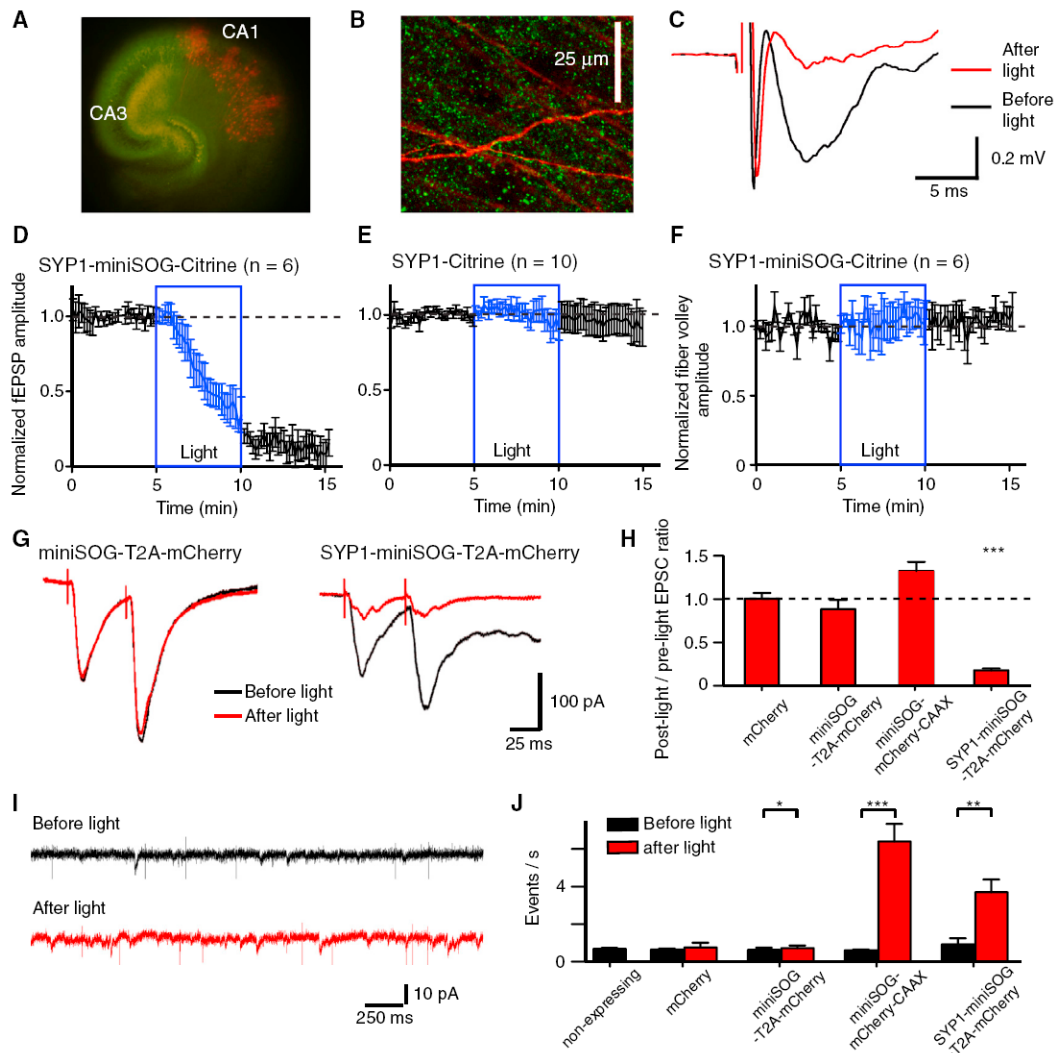 A
CA1
CA3
B
25 μm
C
After
light
Before
light
0.2 mV
5 ms
D
SYP1-miniSOG-Citrine (n = 6)
Normalized fEPSP amplitude
1.0
0.5
0
Light
0 5 10 15
Time (min)
E
SYP1-Citrine (n = 10)
1.0
0.5
0
Light
0 5 10 15
Time (min)
F
SYP1-miniSOG-Citrine (n = 6)
Normalized fiber volley
amplitude
1.0
0.5
0
Light
0 5 10 15
Time (min)
G
miniSOG-T2A-mCherry
SYP1-miniSOG-T2A-mCherry
Before light
After light
100 pA
25 ms
H
Post-light / pre-light EPSC ratio
1.5
1.0
0.5
0
***
mCherry
miniSOG
-T2A-mCherry
miniSOG-
mCherry-CAAX
SYP1-miniSOG
-T2A-mCherry
I
Before light
After light
10 pA
250 ms
J
Before light
after light
Events / s
4
0
*
***
**
non-expressing
mCherry
miniSOG
-T2A-mCherry
miniSOG-
mCherry-CAAX
SYP1-miniSOG
T2A-mCherry